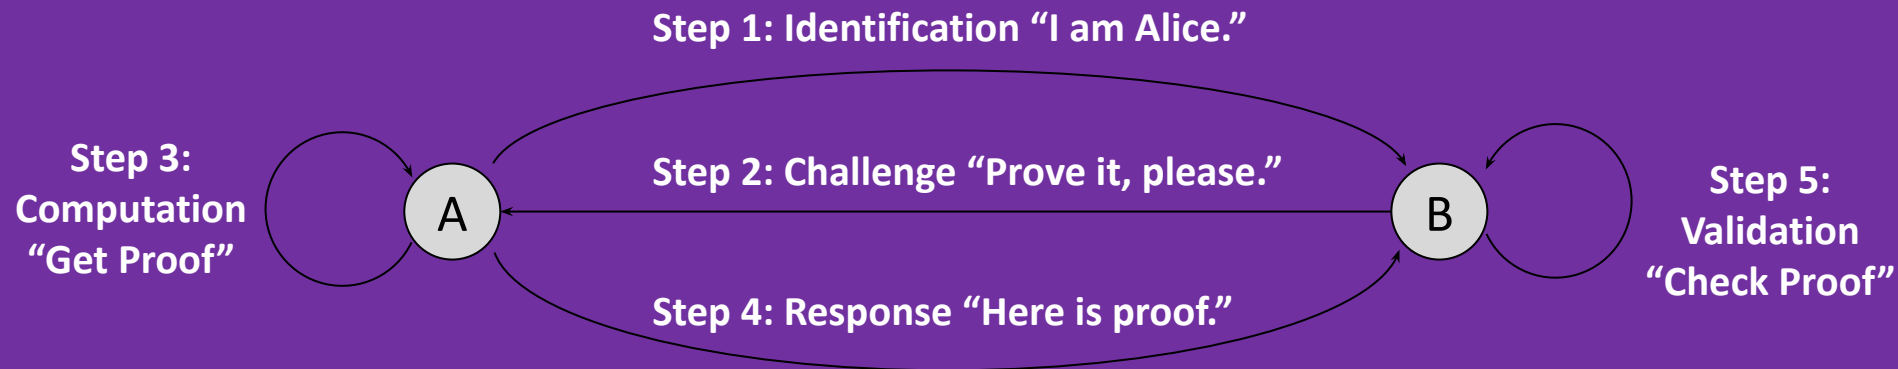 Step 1: Identification “I am Alice.”
Step 3:
Computation
“Get Proof”
A
Step 2: Challenge “Prove it, please.”
B
Step 5:
Validation
“Check Proof”
Step 4: Response “Here is proof.”